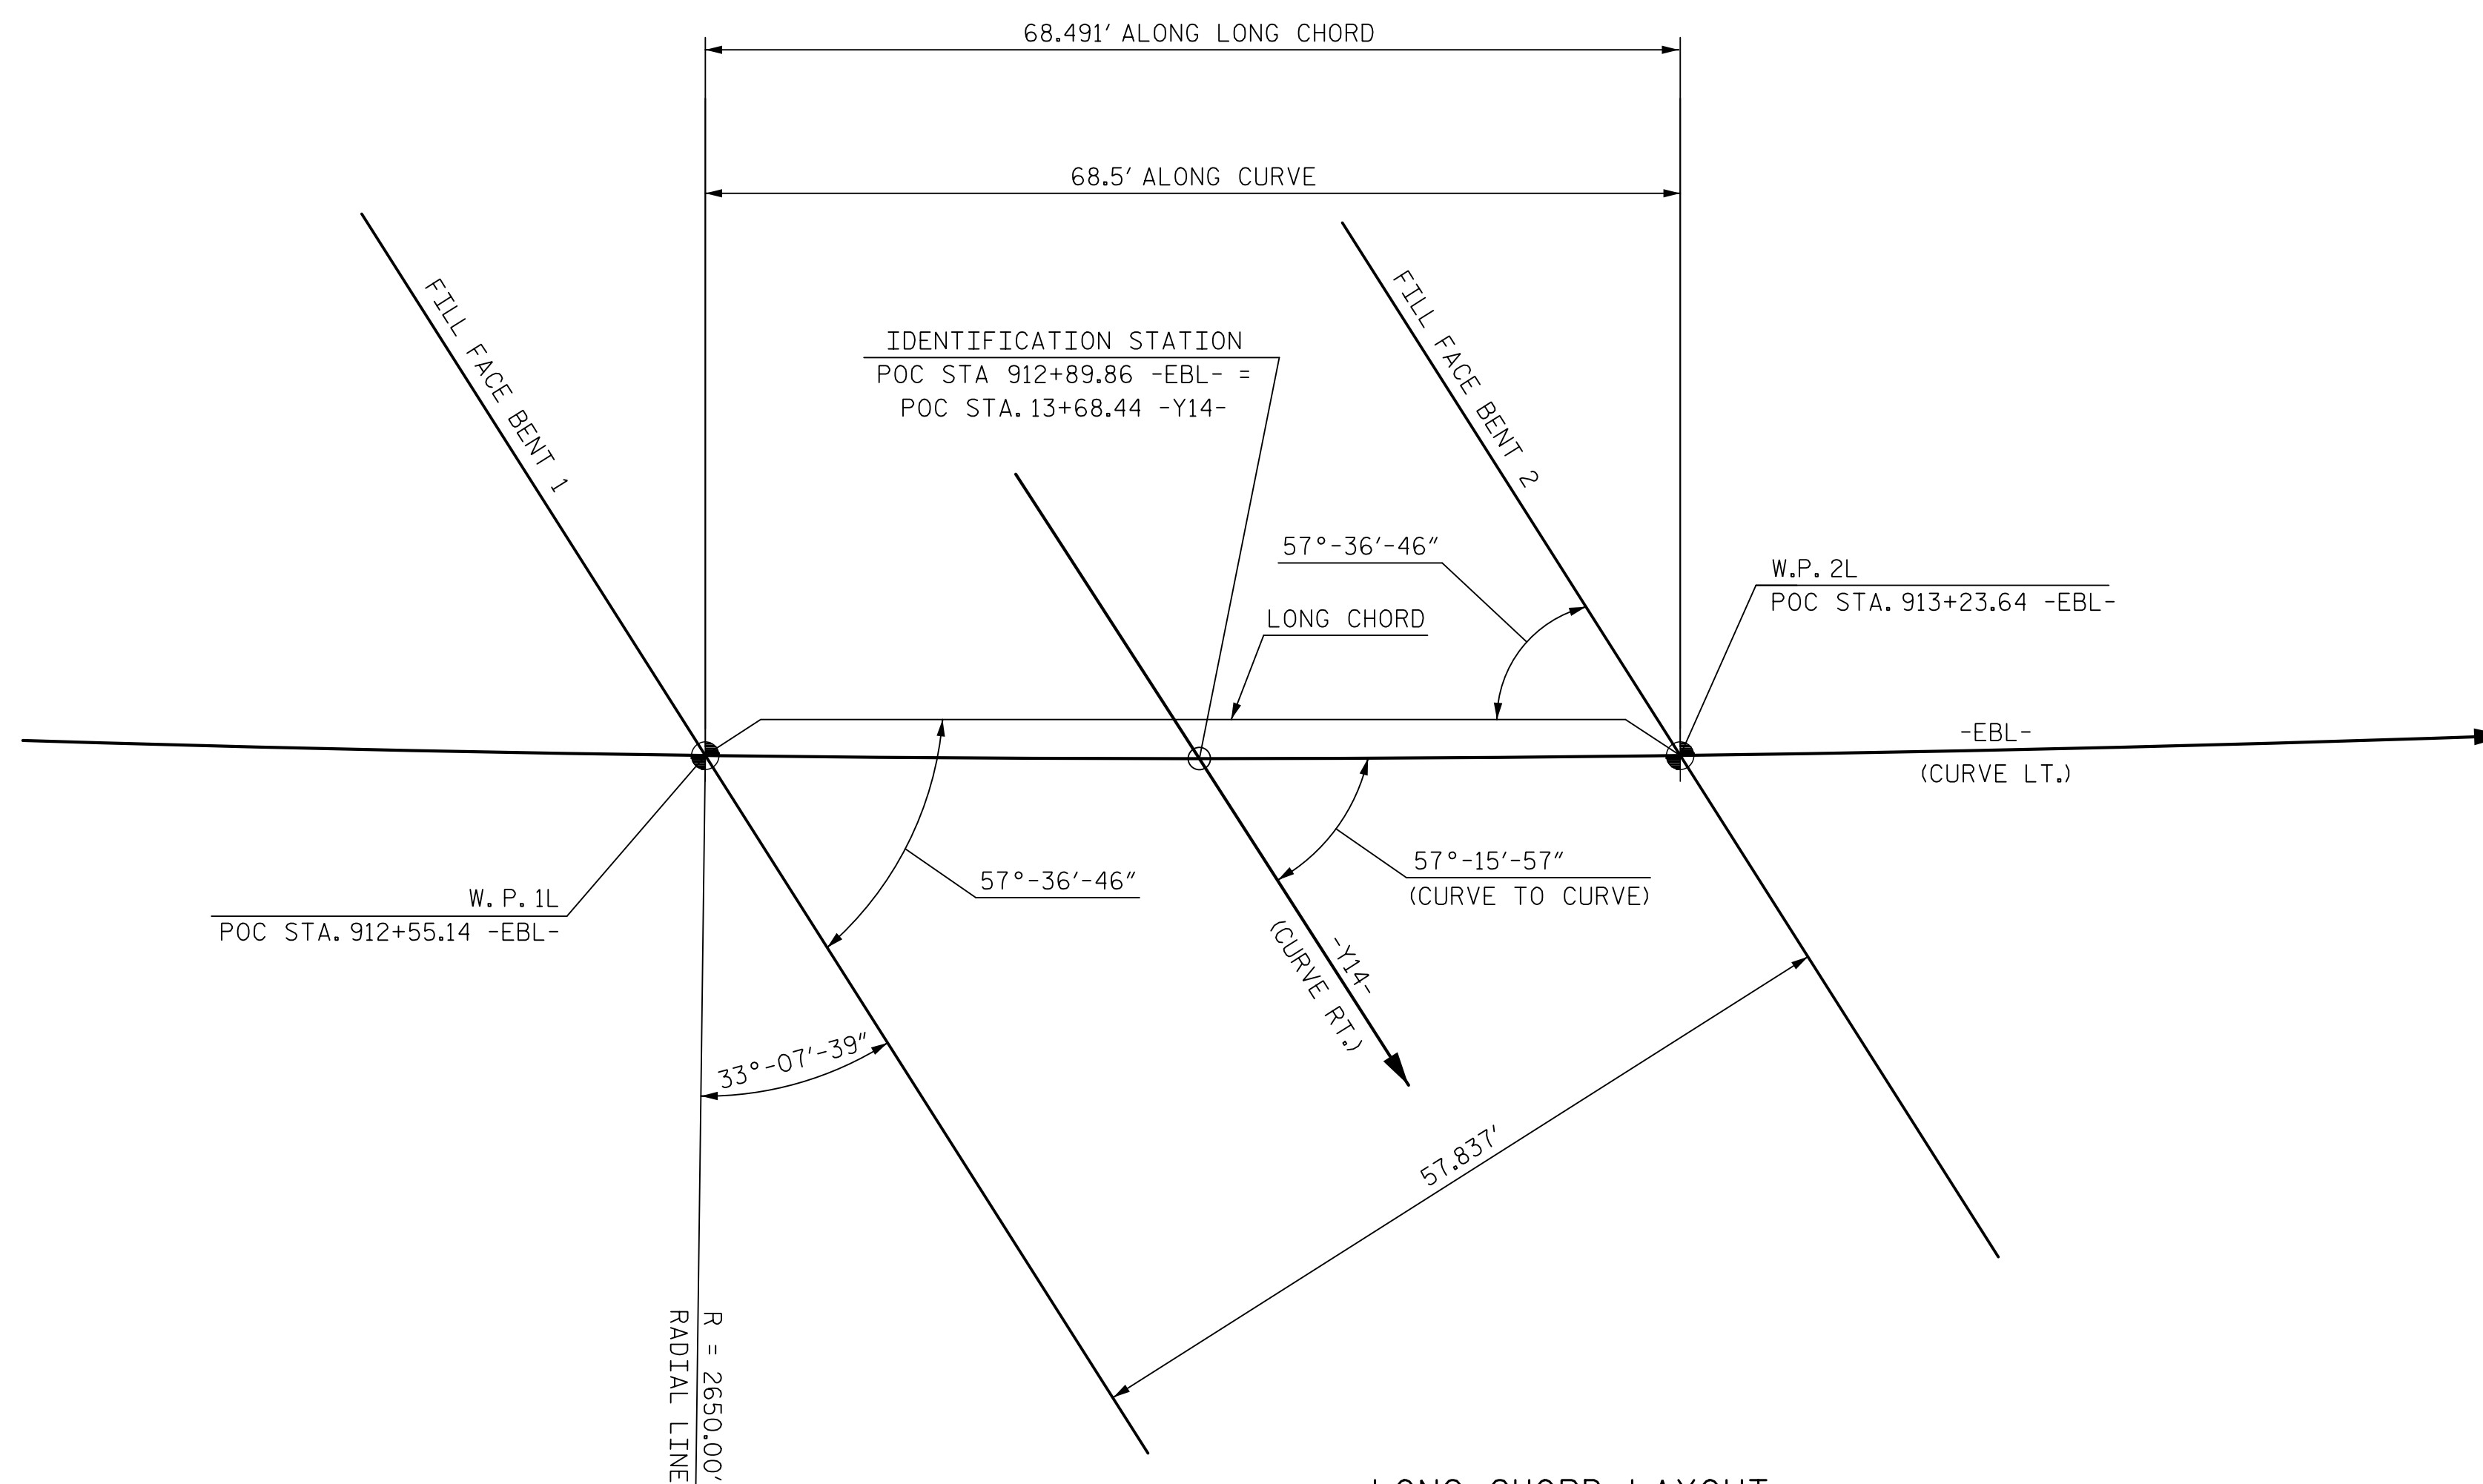 68.491' ALONG LONG CHORD
68.5' ALONG CURVE
FILL FACE BENT 1
FILL FACE BENT 2
IDENTIFICATION STATION
POC STA 912+89.86 -EBL- =
POC STA. 13+68.44 -Y14-
57°-36'-46"
LONG CHORD
W.P. 2L
POC STA. 913+23.64 -EBL-
-EBL-
(CURVE LT.)
W.P. 1L
POC STA. 912+55.14 -EBL-
57°-36'-46"
57°-15'-57"
(CURVE TO CURVE)
-Y14-
(CURVE RT.)
33°-07'-39"
57.837'
R = 2650.00'
RADIAL LINE
LONG CHORD LAYOUT